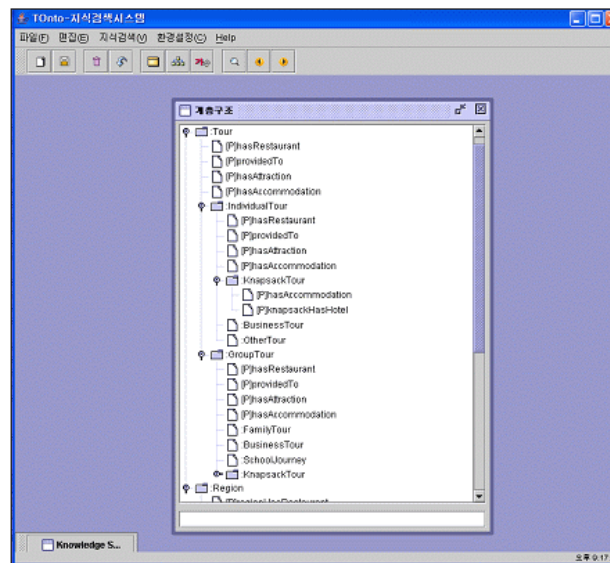 TOnto-지식검색시스템
파일(F) 편집(E) 지식검색(V) 환경설정(C) Help
계층구조
:Tour
[P]hasRestaurant
[P]providedTo
[P]hasAttraction
[P]hasAccommodation
:IndividualTour
[P]hasRestaurant
[P]providedTo
[P]hasAttraction
[P]hasAccommodation
:KnapsackTour
[P]hasAccommodation
[P]knapsackHasHotel
:BusinessTour
:OtherTour
:GroupTour
[P]hasRestaurant
[P]providedTo
[P]hasAttraction
[P]hasAccommodation
:FamilyTour
:BusinessTour
:SchoolJourney
:KnapsackTour
:Region
[P]regionHasRestaurant
Knowledge S...
오후 9:17